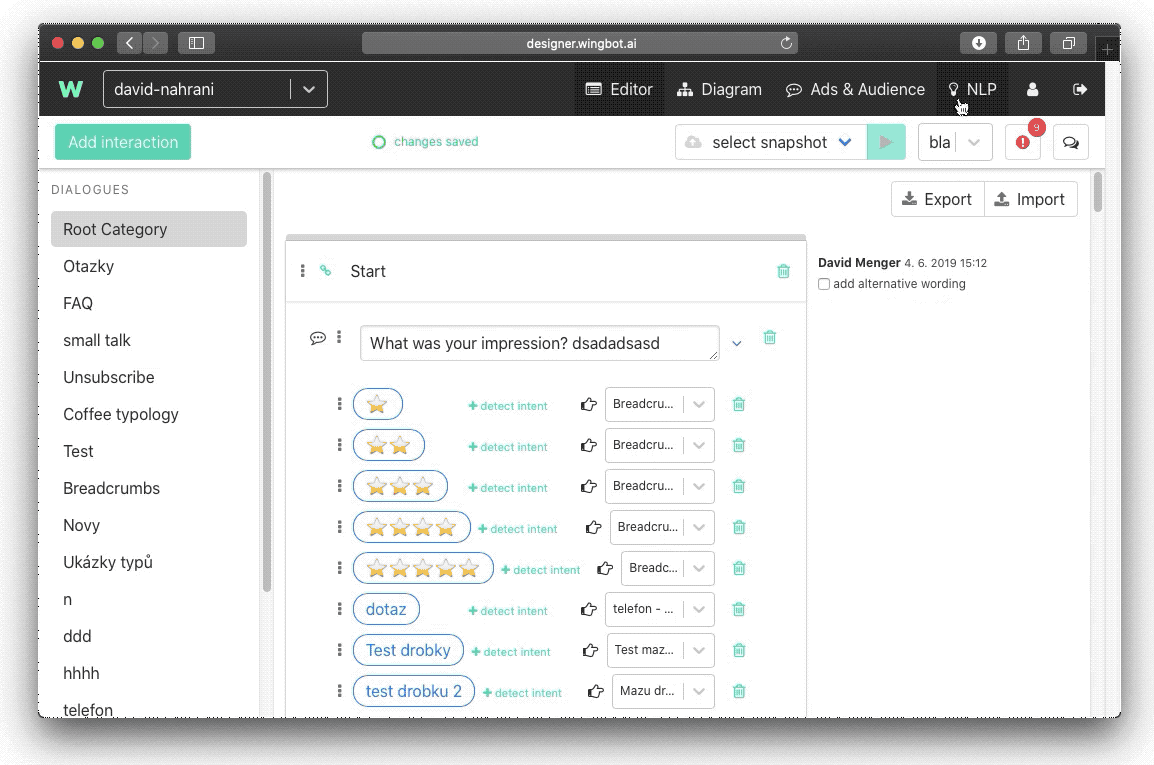 designer.wingbot.ai
W david-nahrani Editor Diagram Ads & Audience NLP
Add interaction changes saved select snapshot bla 9
DIALOGUES
Root Category
Otazky
FAQ
small talk
Unsubscribe
Coffee typology
Test
Breadcrumbs
Novy
Ukázky typů
n
ddd
hhhh
telefon
Export Import
Start
David Menger 4. 6. 2019 15:12
add alternative wording
What was your impression? dsadadsasd
+ detect intent Breadcru...
+ detect intent Breadcru...
+ detect intent Breadcru...
+ detect intent Breadcru...
+ detect intent Breadc...
dotaz + detect intent telefon - ...
Test drobky + detect intent Test maz...
test drobku 2 + detect intent Mazu dr...